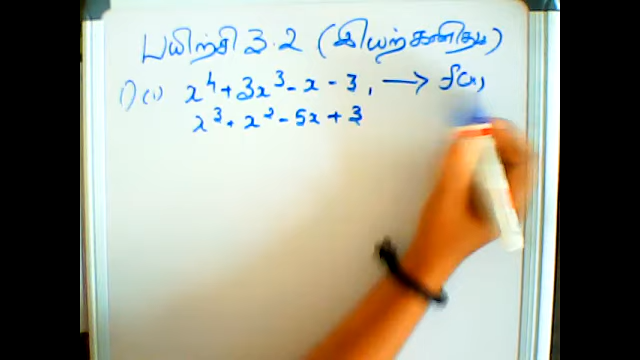 பயிற்சி 3.2 (இயற்கணிதம்)
1) (i) x⁴ + 3x³ - x - 3, → f(x)
x³ + x² - 5x + 3